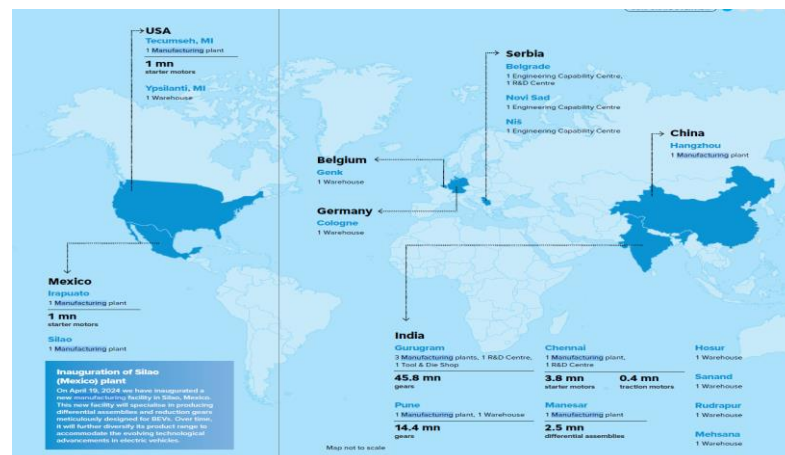 USA
Tecumseh, MI
1 Manufacturing plant
1 mn
starter motors
Ypsilanti, MI
1 Warehouse
Mexico
Irapuato
1 Manufacturing plant
1 mn
starter motors
Silao
1 Manufacturing plant
Inauguration of Silao
(Mexico) plant
On April 19, 2024 we have inaugurated a
new manufacturing facility in Silao, Mexico.
This new facility will specialise in producing
differential assemblies and reduction gears
meticulously designed for BEVs. Over time,
it will further diversify its product range to
accommodate the evolving technological
advancements in electric vehicles.
Belgium
Genk
1 Warehouse
Germany
Cologne
1 Warehouse
Serbia
Belgrade
1 Engineering Capability Centre,
1 R&D Centre
Novi Sad
1 Engineering Capability Centre
Niš
1 Engineering Capability Centre
China
Hangzhou
1 Manufacturing plant
India
Gurugram
3 Manufacturing plants, 1 R&D Centre,
1 Tool & Die Shop
45.8 mn
gears
Pune
1 Manufacturing plant, 1 Warehouse
14.4 mn
gears
Chennai
1 Manufacturing plant,
1 R&D Centre
3.8 mn 0.4 mn
starter motors traction motors
Manesar
1 Manufacturing plant
2.5 mn
differential assemblies
Hosur
1 Warehouse
Sanand
1 Warehouse
Rudrapur
1 Warehouse
Mehsana
1 Warehouse
Map not to scale